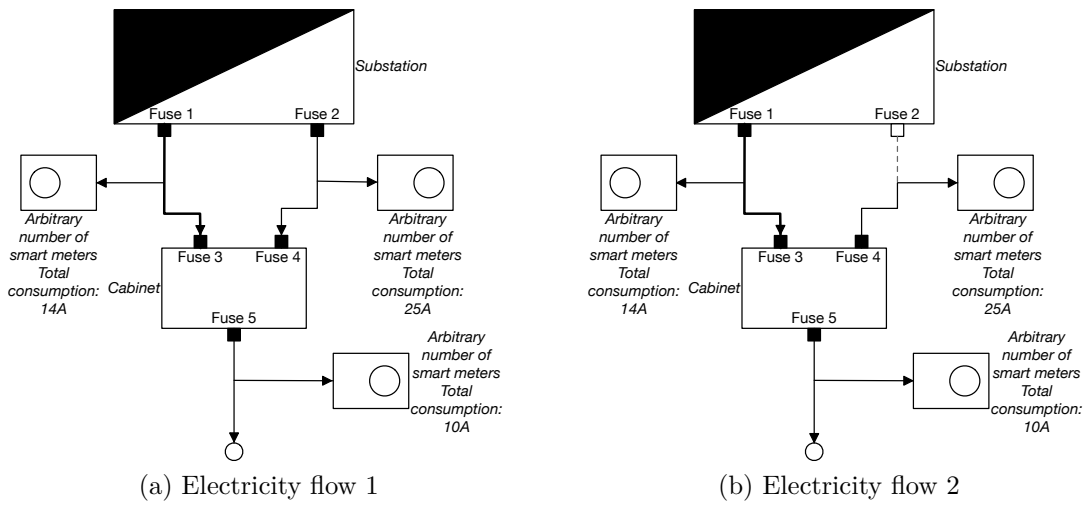 Substation
Fuse 1
Fuse 2
Arbitrary
number of
smart meters
Total
consumption:
14A
Arbitrary
number of
smart meters
Total
consumption:
25A
Fuse 3
Fuse 4
Cabinet
Fuse 5
Arbitrary
number of
smart meters
Total
consumption:
10A
(a) Electricity flow 1
Substation
Fuse 1
Fuse 2
Arbitrary
number of
smart meters
Total
consumption:
14A
Arbitrary
number of
smart meters
Total
consumption:
25A
Fuse 3
Fuse 4
Cabinet
Fuse 5
Arbitrary
number of
smart meters
Total
consumption:
10A
(b) Electricity flow 2